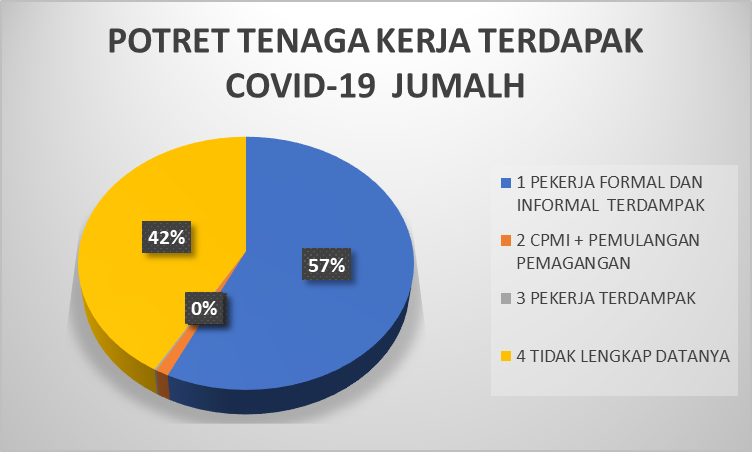 POTRET TENAGA KERJA TERDAPAK
COVID-19 JUMALH
42%
57%
0%
1 PEKERJA FORMAL DAN
INFORMAL TERDAMPAK
2 CPMI + PEMULANGAN
PEMAGANGAN
3 PEKERJA TERDAMPAK
4 TIDAK LENGKAP DATANYA